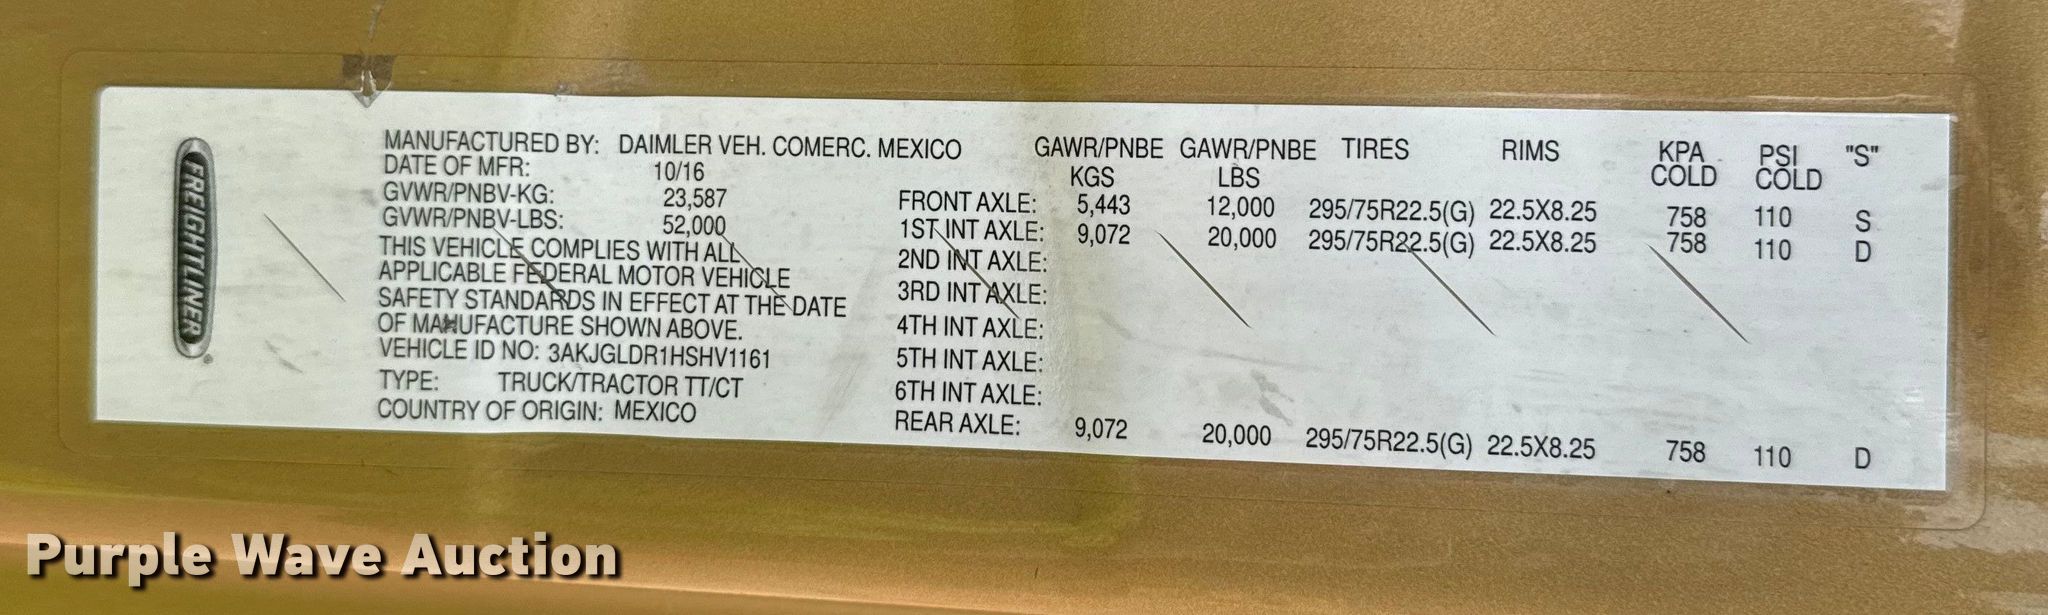 FREIGHTLINER
MANUFACTURED BY: DAIMLER VEH. COMERC. MEXICO
DATE OF MFR: 10/16
GVWR/PNBV-KG: 23,587
GVWR/PNBV-LBS: 52,000
THIS VEHICLE COMPLIES WITH ALL
APPLICABLE FEDERAL MOTOR VEHICLE
SAFETY STANDARDS IN EFFECT AT THE DATE
OF MANUFACTURE SHOWN ABOVE.
VEHICLE ID NO: 3AKJGLDR1HSHV1161
TYPE: TRUCK/TRACTOR TT/CT
COUNTRY OF ORIGIN: MEXICO
GAWR/PNBE GAWR/PNBE TIRES RIMS KPA PSI "S"
KGS LBS COLD COLD
FRONT AXLE: 5,443 12,000 295/75R22.5(G) 22.5X8.25 758 110 S
1ST INT AXLE: 9,072 20,000 295/75R22.5(G) 22.5X8.25 758 110 D
2ND INT AXLE:
3RD INT AXLE:
4TH INT AXLE:
5TH INT AXLE:
6TH INT AXLE:
REAR AXLE: 9,072 20,000 295/75R22.5(G) 22.5X8.25 758 110 D
Purple Wave Auction